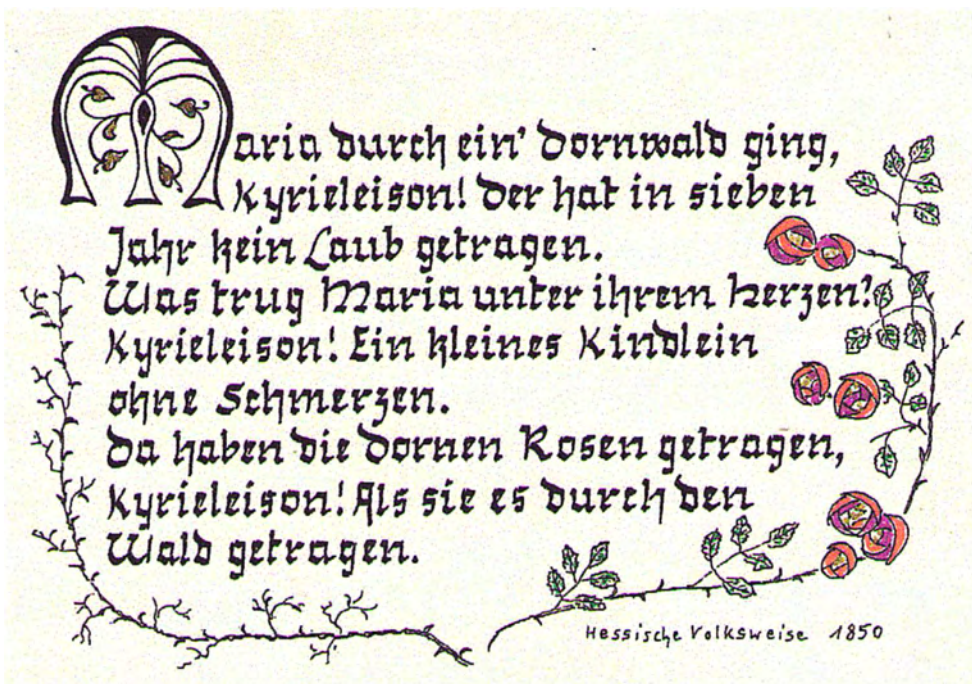 Maria durch ein' Dornwald ging,
Kyrieleison! Der hat in sieben
Jahr kein Laub getragen.
Was trug Maria unter ihrem Herzen?
Kyrieleison! Ein kleines Kindlein
ohne Schmerzen.
Da haben die Dornen Rosen getragen,
Kyrieleison! Als sie es durch den
Wald getragen.
Hessische Volksweise 1850